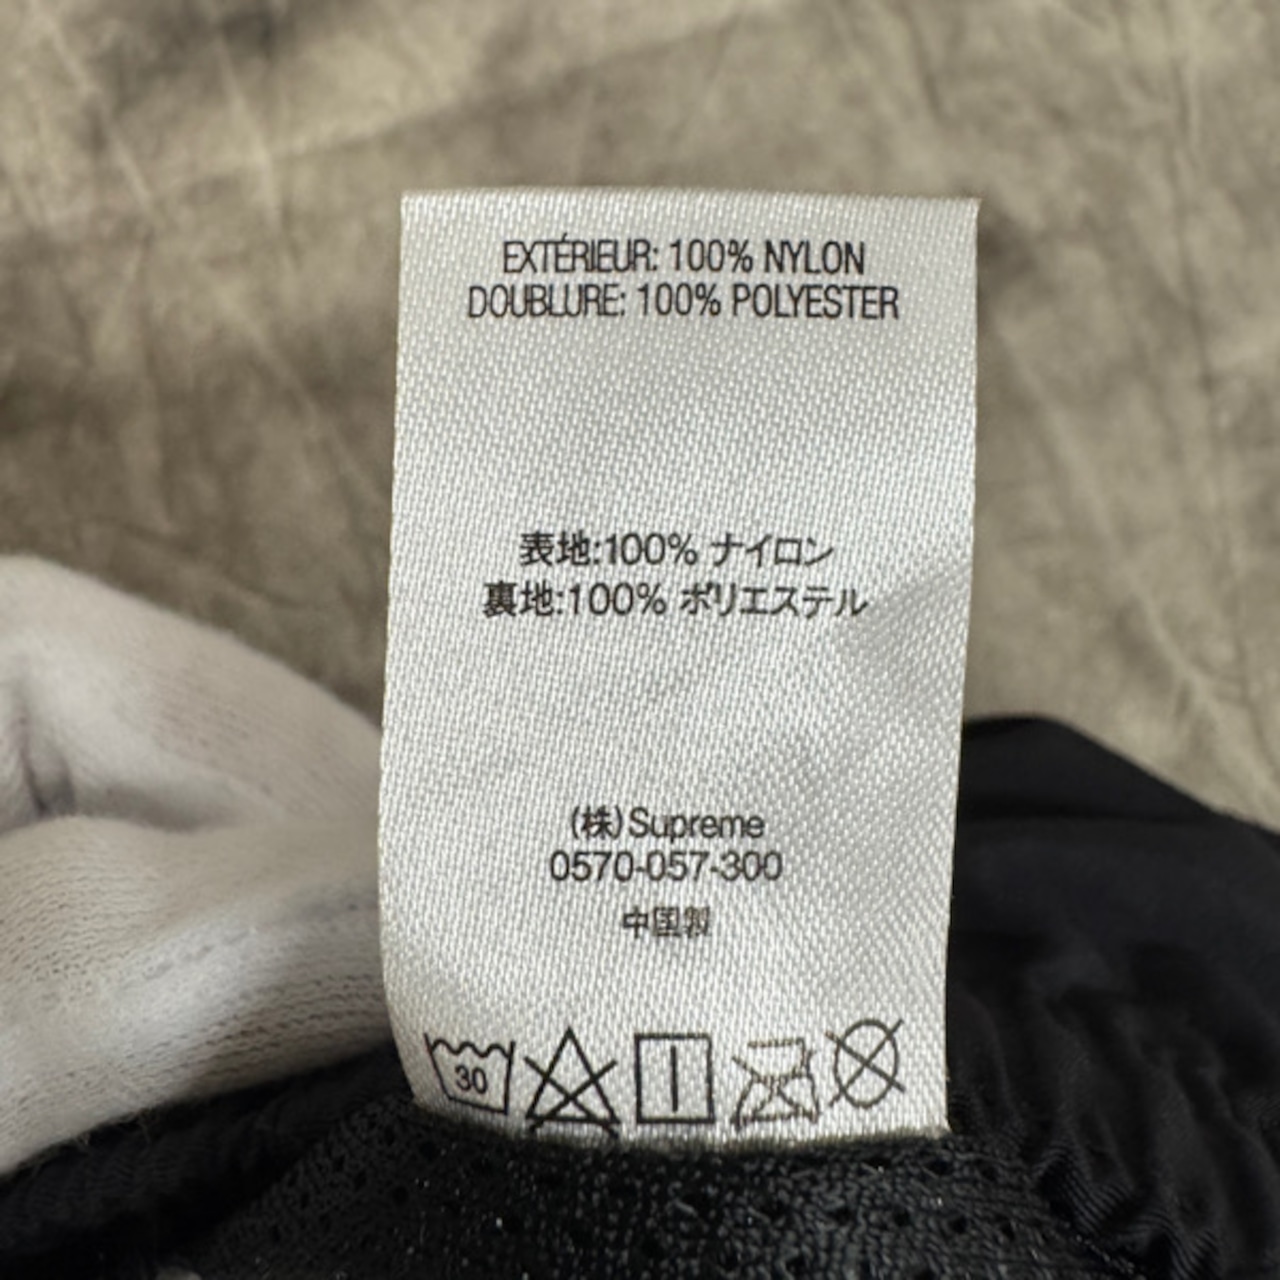 EXTÉRIEUR: 100% NYLON
DOUBLURE: 100% POLYESTER
表地:100% ナイロン
裏地:100% ポリエステル
(株)Supreme
0570-057-300
中国製
30